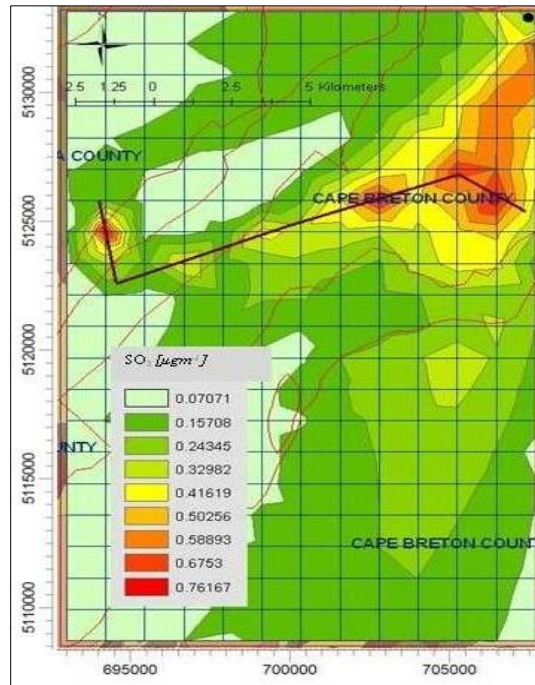 5130000
5125000
5120000
5115000
5110000
2.5 1.25 0 2.5 5 Kilometers
A COUNTY
CAPE BRETON COUNTY
SO₂ [µgm⁻³]
0.07071
0.15708
0.24345
0.32982
0.41619
0.50256
0.58893
0.6753
0.76167
UNTY
CAPE BRETON COUNT
695000 700000 705000